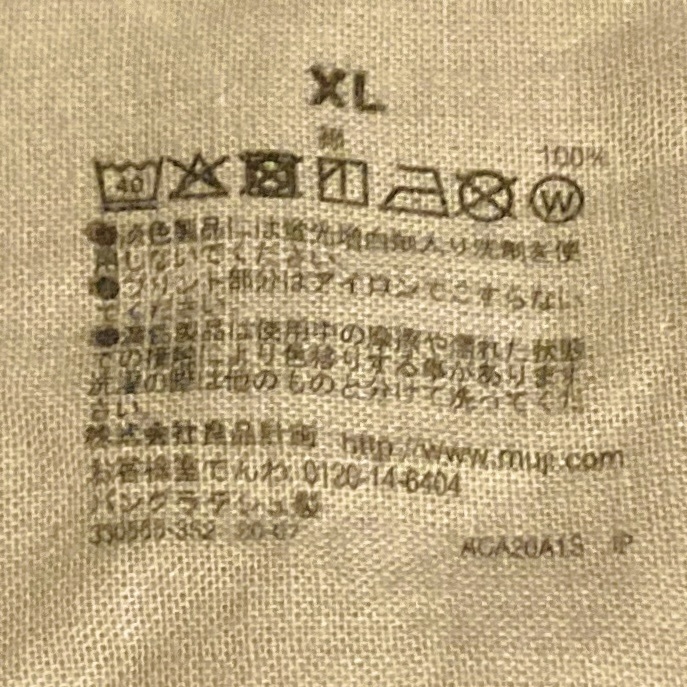 XL
綿 100%
40 W
●淡色製品には蛍光増白剤入り洗剤を使
用しないでください
●プリント部分はアイロンでこすらない
でください
●濃色製品は使用中の摩擦や濡れた状態
での接触により色移りする事があります
洗濯の際は他のものと分けて洗ってくだ
さい。
株式会社良品計画 http://www.muji.com
お客様室でんわ 0120-14-6404
バングラデシュ製
20-07
ACA20A1S JP